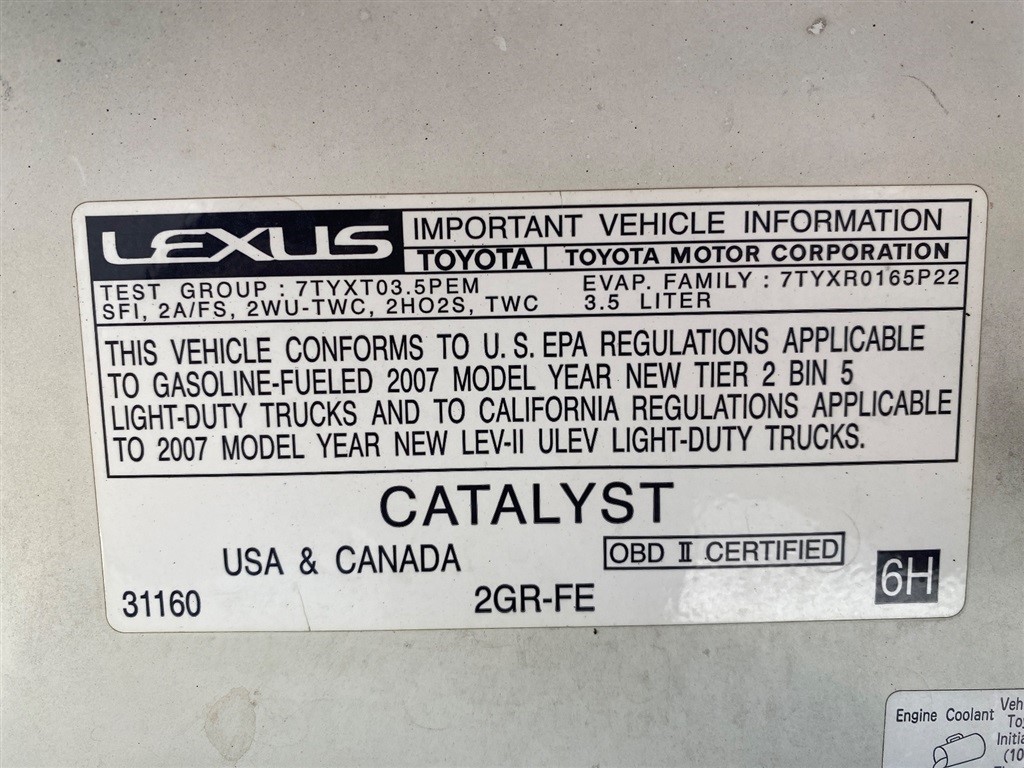 LEXUS IMPORTANT VEHICLE INFORMATION
TOYOTA TOYOTA MOTOR CORPORATION
TEST GROUP : 7TYXT03.5PEM EVAP. FAMILY : 7TYXR0165P22
SFI, 2A/FS, 2WU-TWC, 2HO2S, TWC 3.5 LITER
THIS VEHICLE CONFORMS TO U.S. EPA REGULATIONS APPLICABLE
TO GASOLINE-FUELED 2007 MODEL YEAR NEW TIER 2 BIN 5
LIGHT-DUTY TRUCKS AND TO CALIFORNIA REGULATIONS APPLICABLE
TO 2007 MODEL YEAR NEW LEV-II ULEV LIGHT-DUTY TRUCKS.
CATALYST
USA & CANADA OBD II CERTIFIED
31160 2GR-FE 6H
Engine Coolant